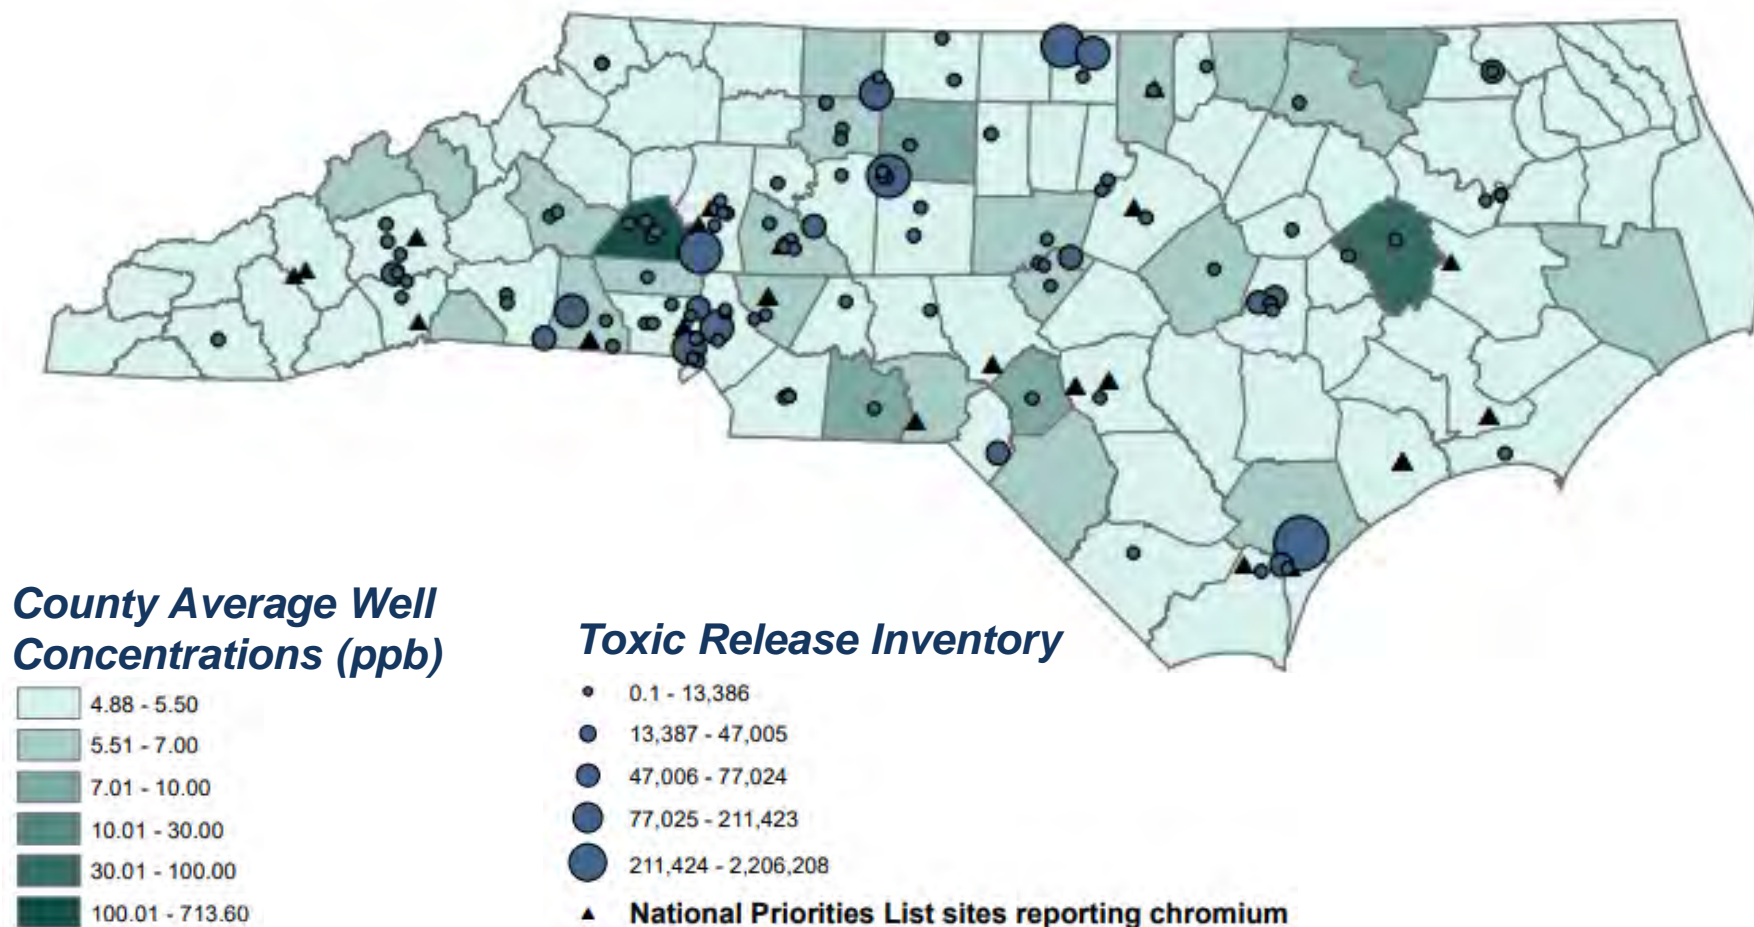 County Average Well
Concentrations (ppb)
4.88 - 5.50
5.51 - 7.00
7.01 - 10.00
10.01 - 30.00
30.01 - 100.00
100.01 - 713.60
Toxic Release Inventory
0.1 - 13,386
13,387 - 47,005
47,006 - 77,024
77,025 - 211,423
211,424 - 2,206,208
National Priorities List sites reporting chromium